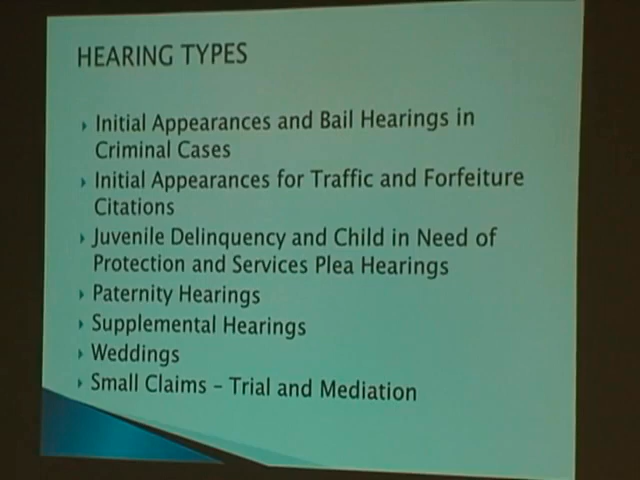 HEARING TYPES
Initial Appearances and Bail Hearings in
Criminal Cases
Initial Appearances for Traffic and Forfeiture
Citations
Juvenile Delinquency and Child in Need of
Protection and Services Plea Hearings
Paternity Hearings
Supplemental Hearings
Weddings
Small Claims – Trial and Mediation